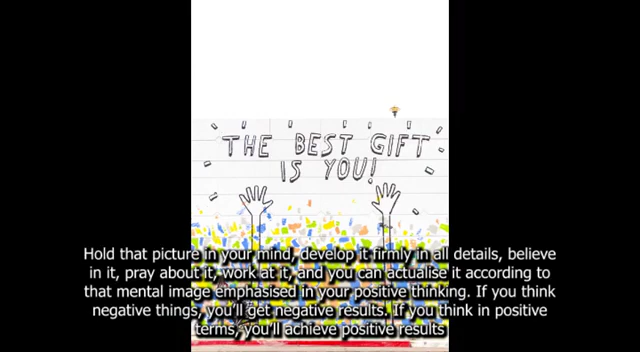 THE BEST GIFT
IS YOU!
Hold that picture in your mind, develop it firmly in all details, believe
in it, pray about it, work at it, and you can actualise it according to
that mental image emphasised in your positive thinking. If you think
negative things, you'll get negative results. If you think in positive
terms, you'll achieve positive results